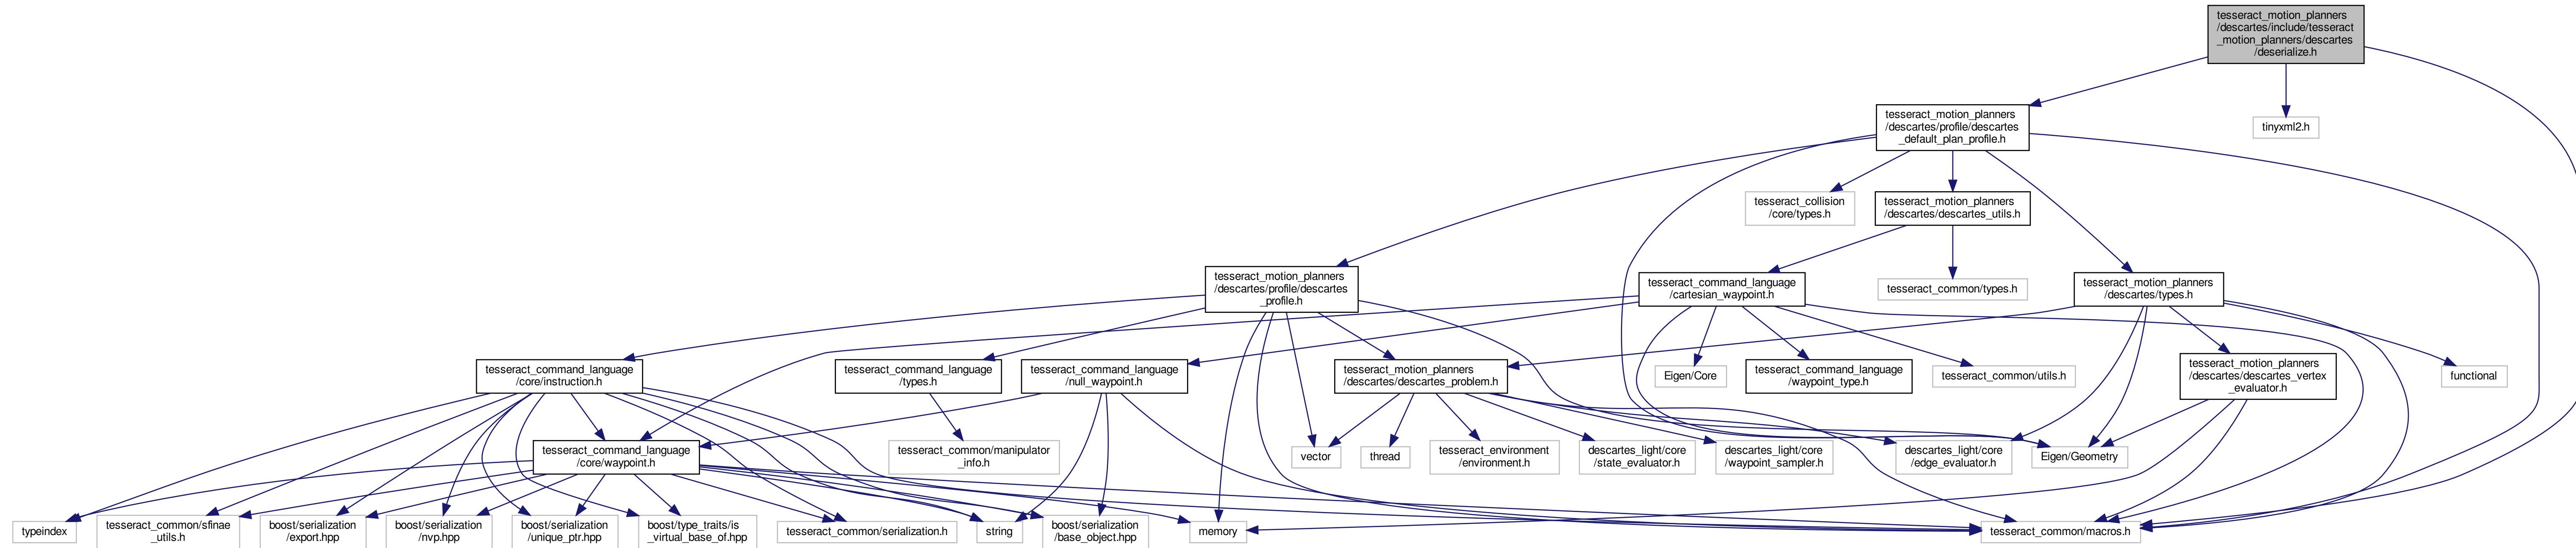 tesseract_motion_planners
/descartes/include/tesseract
_motion_planners/descartes
/deserialize.h
tesseract_motion_planners
/descartes/profile/descartes
_default_plan_profile.h
tinyxml2.h
tesseract_collision
/core/types.h
tesseract_motion_planners
/descartes/descartes_utils.h
tesseract_motion_planners
/descartes/profile/descartes
_profile.h
tesseract_command_language
/cartesian_waypoint.h
tesseract_common/types.h
tesseract_motion_planners
/descartes/types.h
tesseract_command_language
/core/instruction.h
tesseract_command_language
/types.h
tesseract_command_language
/null_waypoint.h
tesseract_motion_planners
/descartes/descartes_problem.h
Eigen/Core
tesseract_command_language
/waypoint_type.h
tesseract_common/utils.h
tesseract_motion_planners
/descartes/descartes_vertex
_evaluator.h
functional
tesseract_command_language
/core/waypoint.h
tesseract_common/manipulator
_info.h
vector
thread
tesseract_environment
/environment.h
descartes_light/core
/state_evaluator.h
descartes_light/core
/waypoint_sampler.h
descartes_light/core
/edge_evaluator.h
Eigen/Geometry
typeindex
tesseract_common/sfinae
_utils.h
boost/serialization
/export.hpp
boost/serialization
/nvp.hpp
boost/serialization
/unique_ptr.hpp
boost/type_traits/is
_virtual_base_of.hpp
tesseract_common/serialization.h
string
boost/serialization
/base_object.hpp
memory
tesseract_common/macros.h